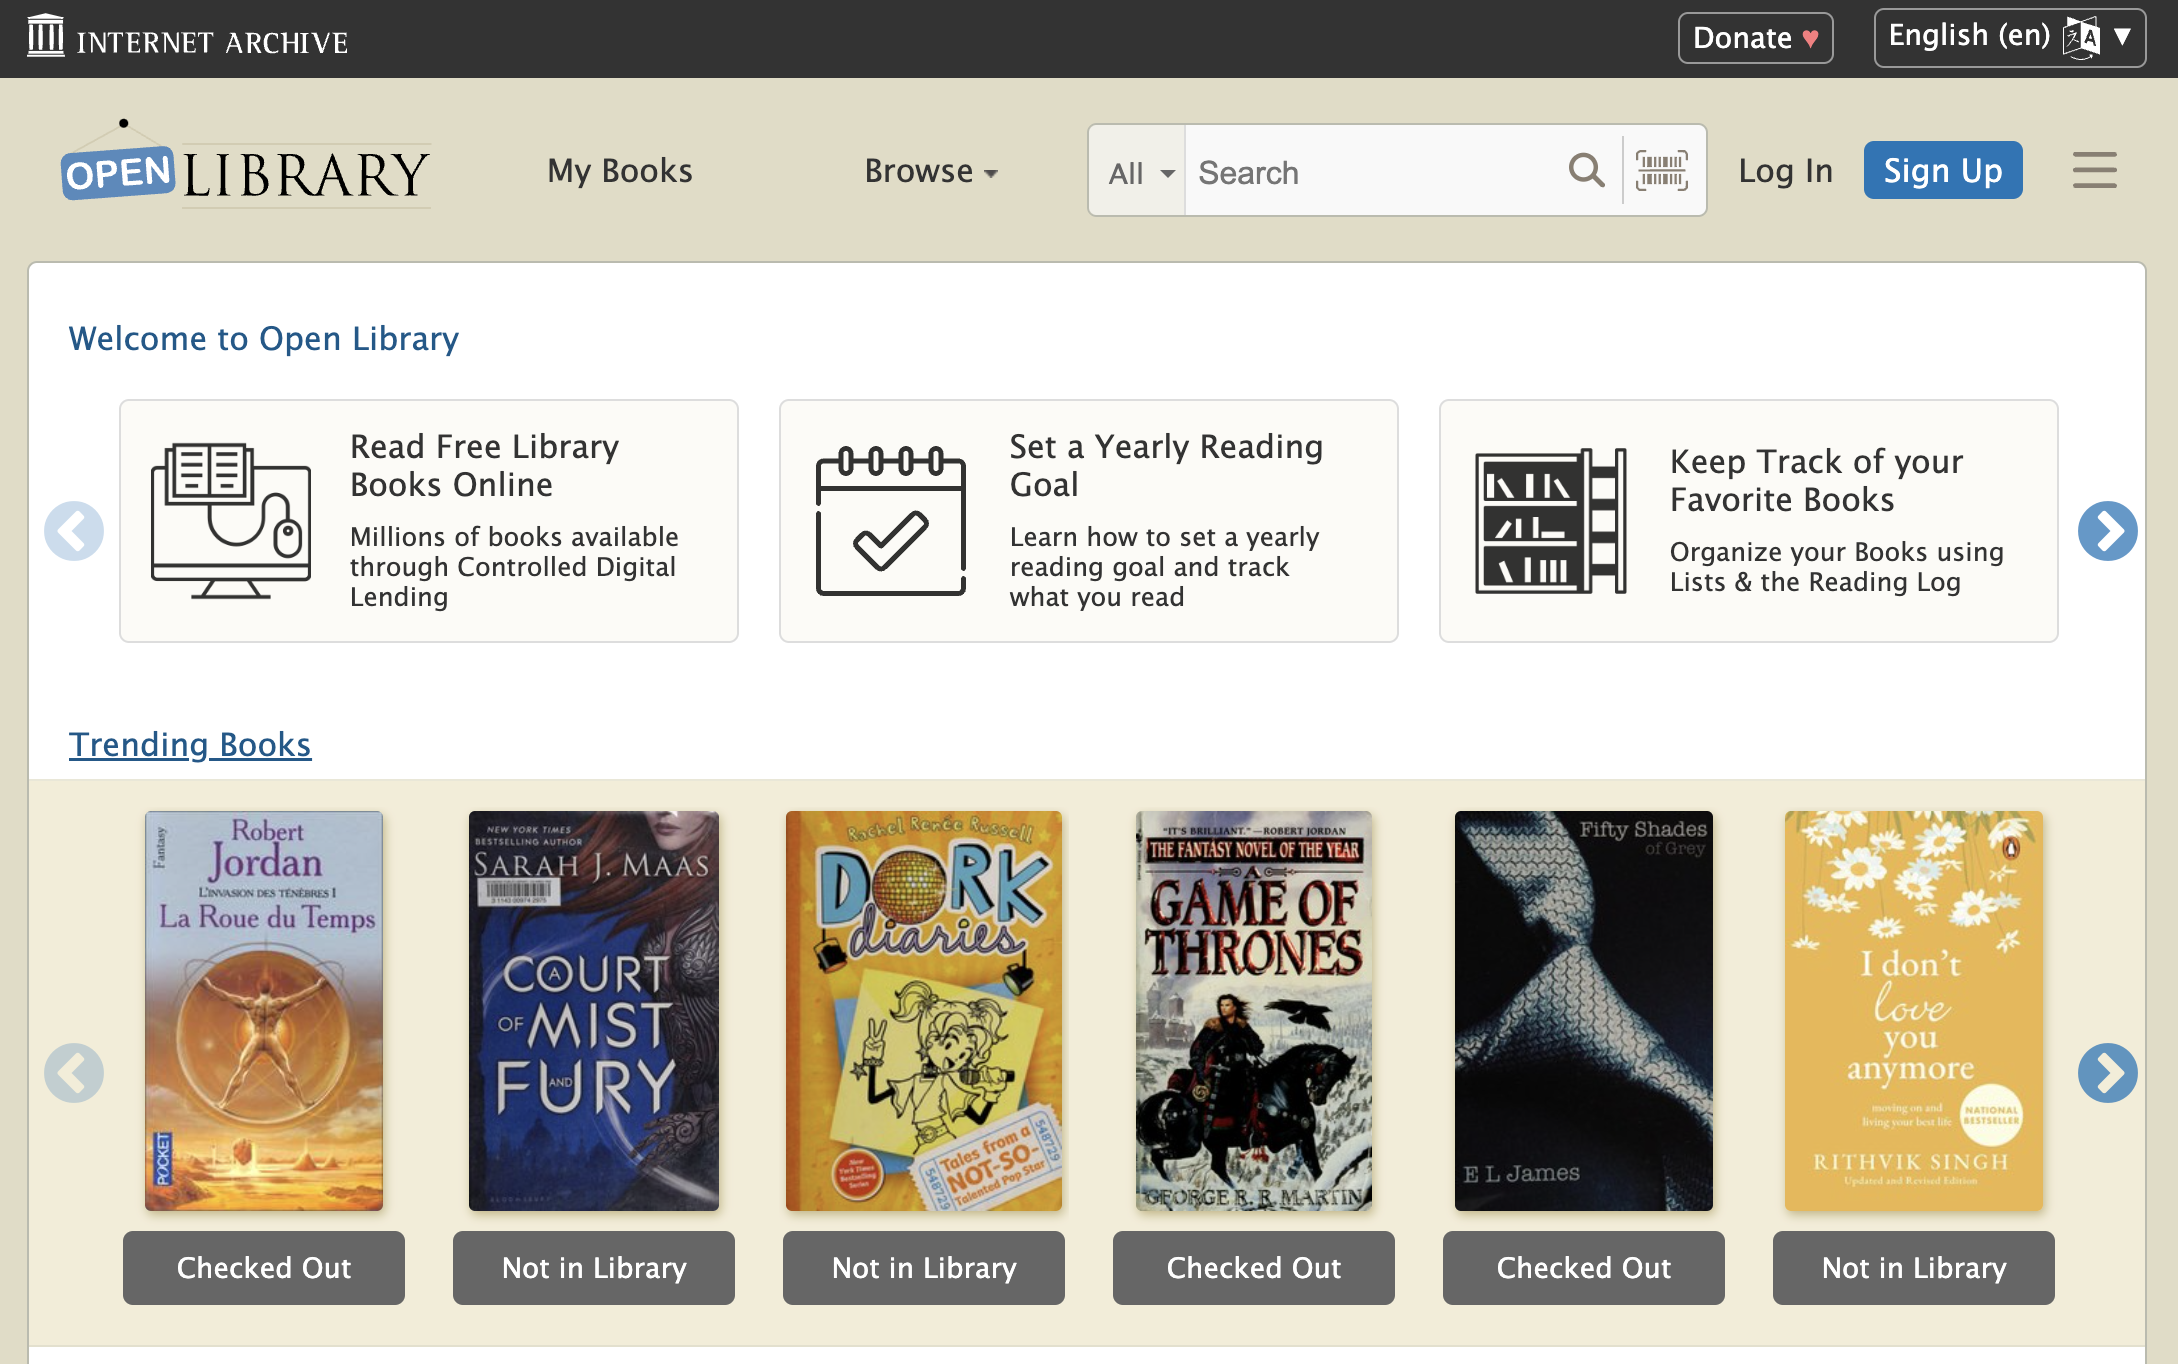 INTERNET ARCHIVE
Donate ♥
English (en)
OPEN LIBRARY
My Books
Browse
All
Search
Log In
Sign Up
Welcome to Open Library
Read Free Library
Books Online
Millions of books available
through Controlled Digital
Lending
Set a Yearly Reading
Goal
Learn how to set a yearly
reading goal and track
what you read
Keep Track of your
Favorite Books
Organize your Books using
Lists & the Reading Log
Trending Books
Fantasy
Robert
Jordan
L'INVASION DES TÉNÈBRES I
La Roue du Temps
POCKET
NEW YORK TIMES
BESTSELLING AUTHOR
SARAH J. MAAS
A COURT
OF MIST
AND FURY
BLOOMSBURY
Rachel Renée Russell
DORK
diaries
New
York Times
Bestselling
Series
Tales from a
NOT-SO-
Talented Pop Star
548729
548729
"IT'S BRILLIANT."—ROBERT JORDAN
THE FANTASY NOVEL OF THE YEAR
A
GAME OF
THRONES
GEORGE R. R. MARTIN
Fifty Shades
of Grey
E L James
I don't
love
you
anymore
moving on and
living your best life
NATIONAL
BESTSELLER
RITHVIK SINGH
Updated and Revised Edition
Checked Out
Not in Library
Not in Library
Checked Out
Checked Out
Not in Library